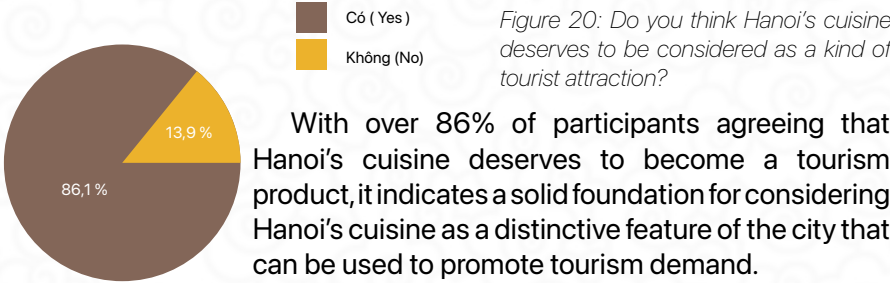 Có ( Yes )
Không (No)
13,9 %
86,1 %
Figure 20: Do you think Hanoi’s cuisine
deserves to be considered as a kind of
tourist attraction?
With over 86% of participants agreeing that
Hanoi’s cuisine deserves to become a tourism
product, it indicates a solid foundation for considering
Hanoi’s cuisine as a distinctive feature of the city that
can be used to promote tourism demand.